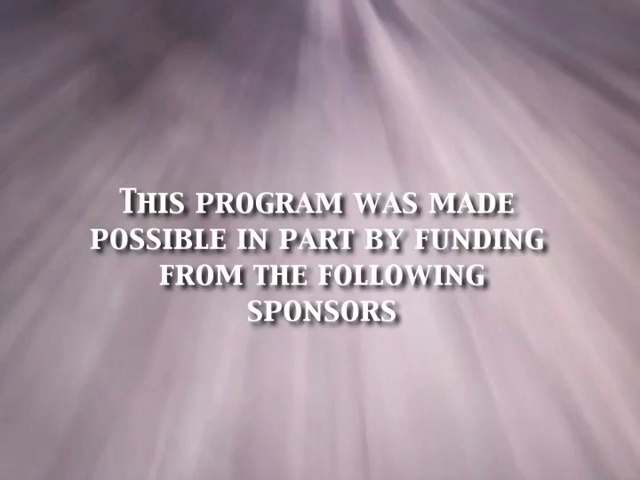 This program was made
possible in part by funding
from the following
sponsors